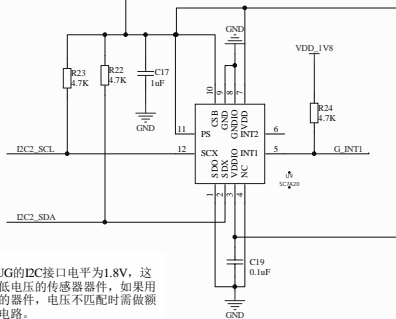 GND
VDD_1V8
R23
4.7K
R22
4.7K
C17
1uF
GND
R24
4.7K
10
9
8
7
CSB
GND
GNDIO
VDD
11
PS
INT2
6
I2C2_SCL
12
SCX
INT1
5
G_INT1
SDO
SDX
VDDIO
NC
1
2
3
4
U9
SC7A20
I2C2_SDA
C19
0.1uF
GND
UG的I2C接口电平为1.8V，这
低电压的传感器器件，如果用
的器件，电压不匹配时需做额
电路。